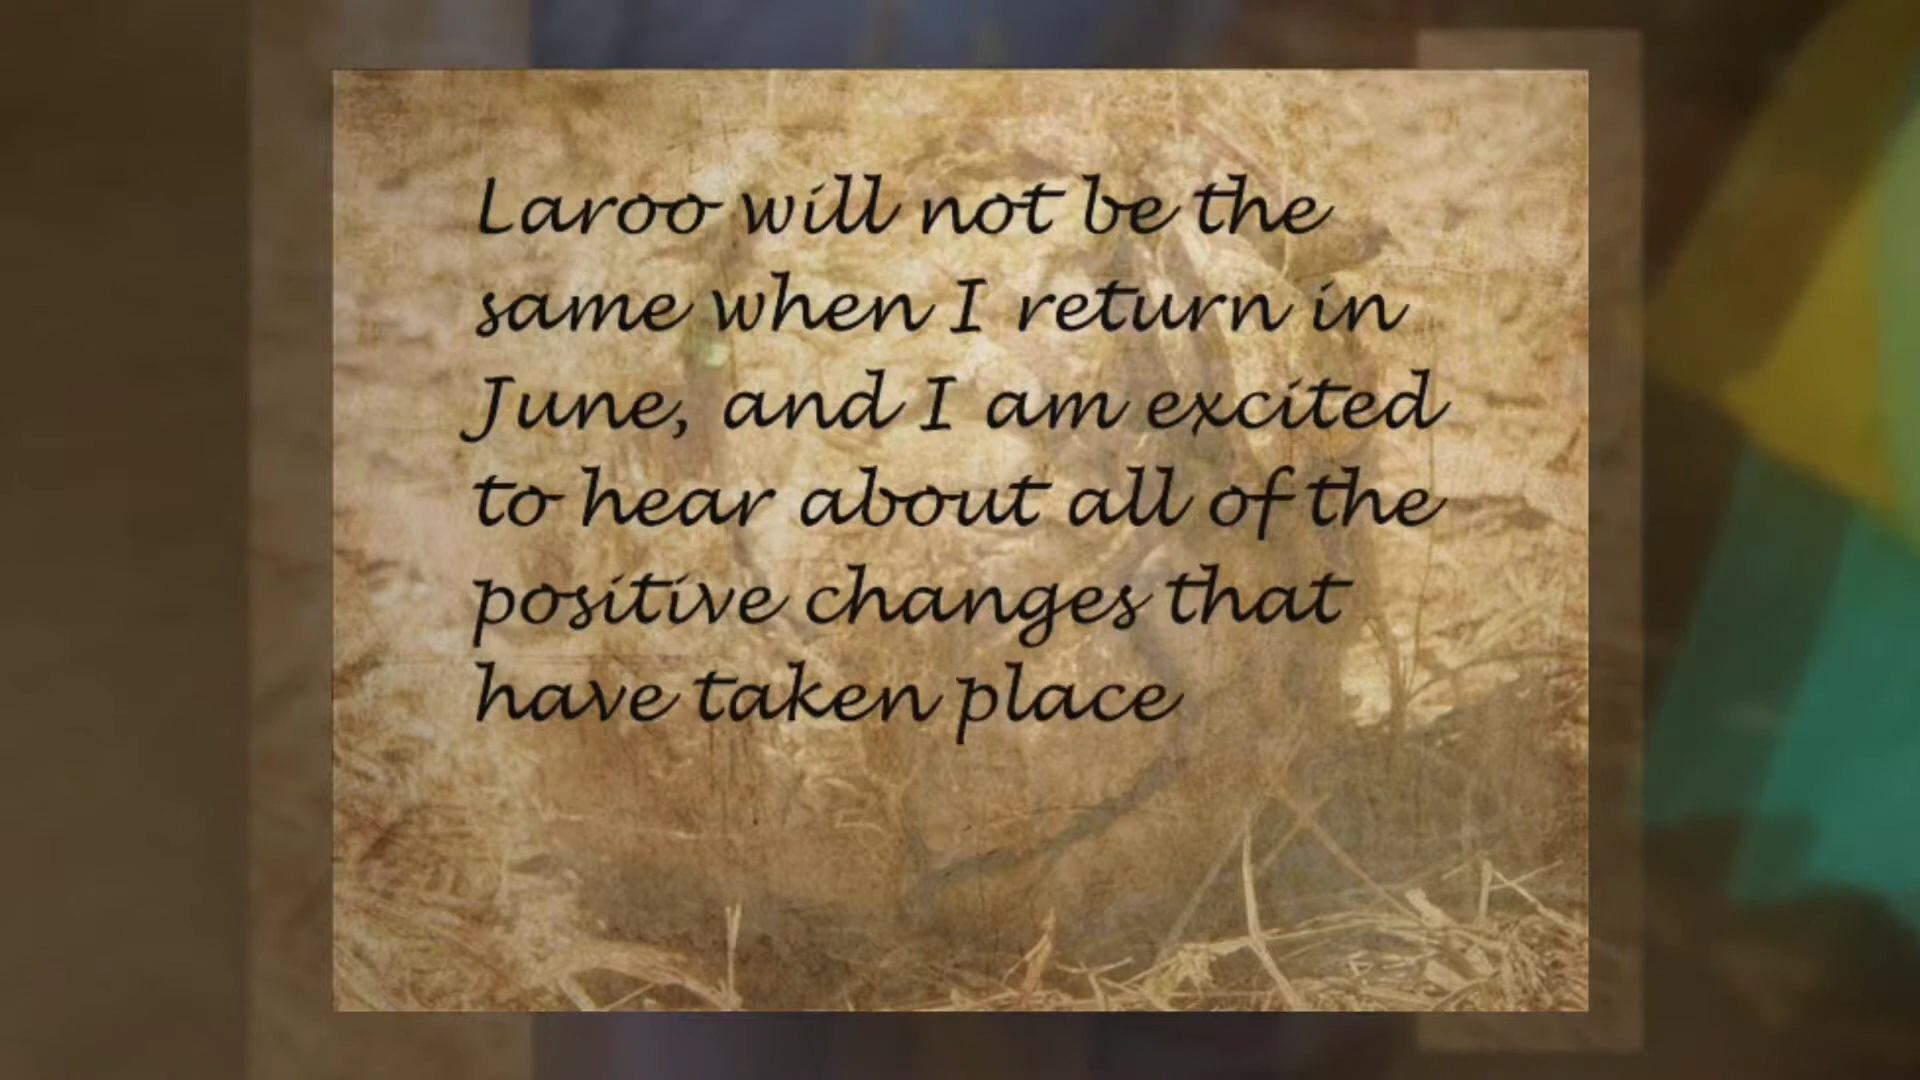 Laroo will not be the
same when I return in
June, and I am excited
to hear about all of the
positive changes that
have taken place